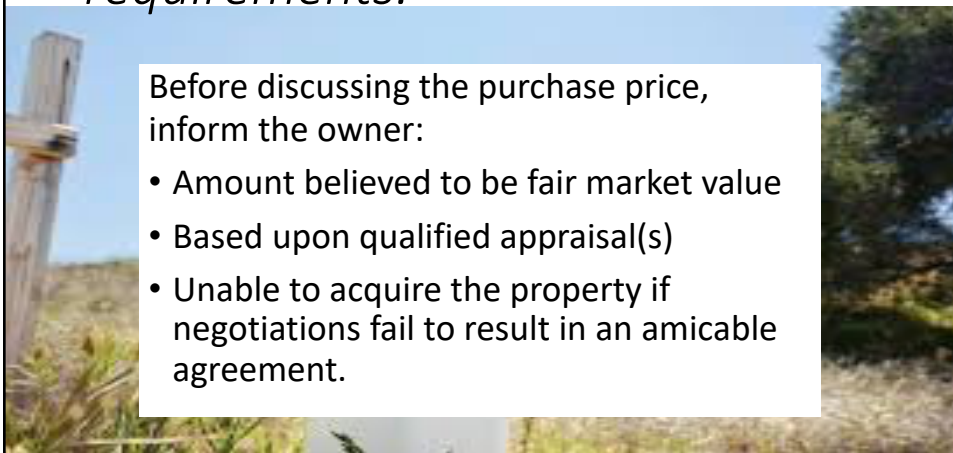 requirements:
Before discussing the purchase price,
inform the owner:
• Amount believed to be fair market value
• Based upon qualified appraisal(s)
• Unable to acquire the property if
negotiations fail to result in an amicable
agreement.